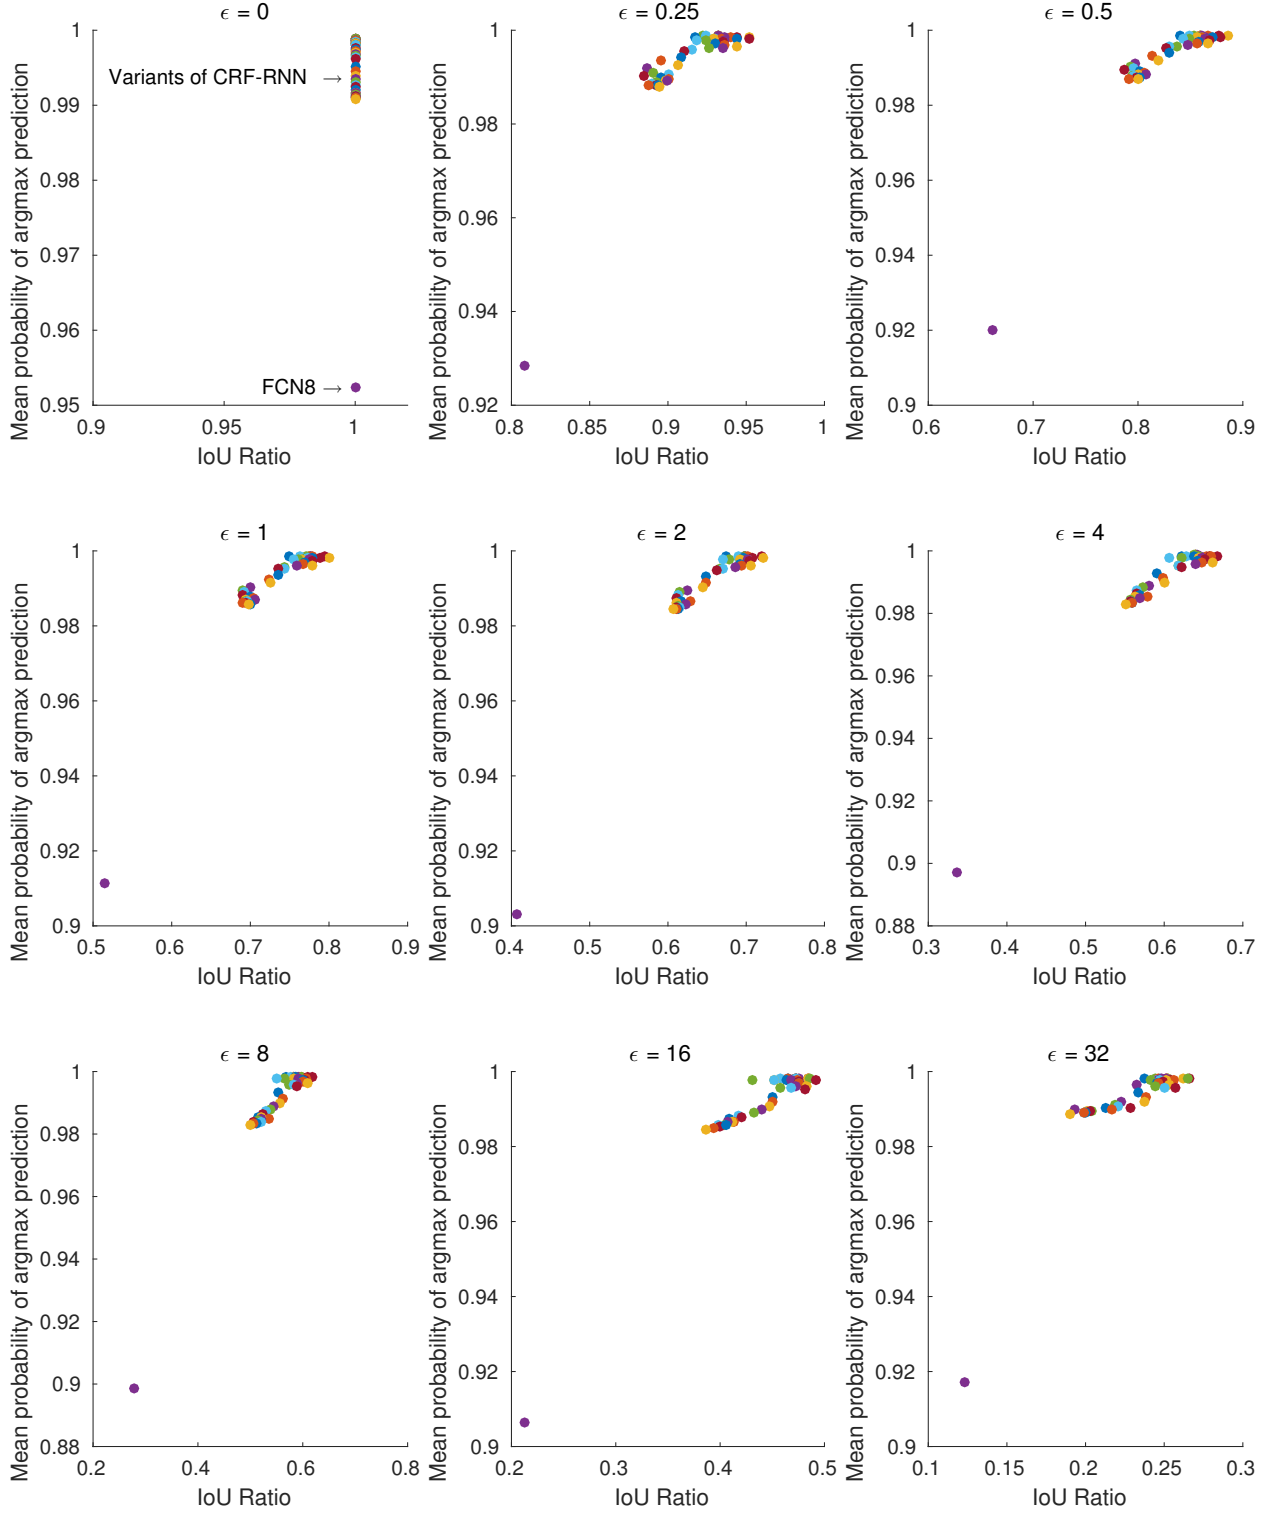 ϵ = 0
Mean probability of argmax prediction
1
0.99
0.98
0.97
0.96
0.95
Variants of CRF-RNN →
FCN8 →
0.9 0.95 1
IoU Ratio
ϵ = 0.25
Mean probability of argmax prediction
1
0.98
0.96
0.94
0.92
0.8 0.85 0.9 0.95 1
IoU Ratio
ϵ = 0.5
Mean probability of argmax prediction
1
0.98
0.96
0.94
0.92
0.9
0.6 0.7 0.8 0.9
IoU Ratio
ϵ = 1
Mean probability of argmax prediction
1
0.98
0.96
0.94
0.92
0.9
0.5 0.6 0.7 0.8 0.9
IoU Ratio
ϵ = 2
Mean probability of argmax prediction
1
0.98
0.96
0.94
0.92
0.9
0.4 0.5 0.6 0.7 0.8
IoU Ratio
ϵ = 4
Mean probability of argmax prediction
1
0.98
0.96
0.94
0.92
0.9
0.88
0.3 0.4 0.5 0.6 0.7
IoU Ratio
ϵ = 8
Mean probability of argmax prediction
1
0.98
0.96
0.94
0.92
0.9
0.88
0.2 0.4 0.6 0.8
IoU Ratio
ϵ = 16
Mean probability of argmax prediction
1
0.98
0.96
0.94
0.92
0.9
0.2 0.3 0.4 0.5
IoU Ratio
ϵ = 32
Mean probability of argmax prediction
1
0.98
0.96
0.94
0.92
0.9
0.1 0.15 0.2 0.25 0.3
IoU Ratio